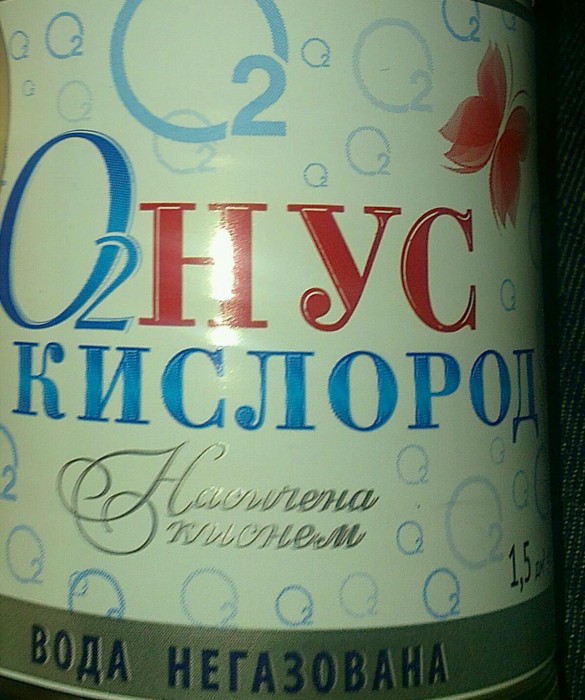 O2
O2НУС
КИСЛОРОД
Насичена
киснем
1,5
ВОДА НЕГАЗОВАНА